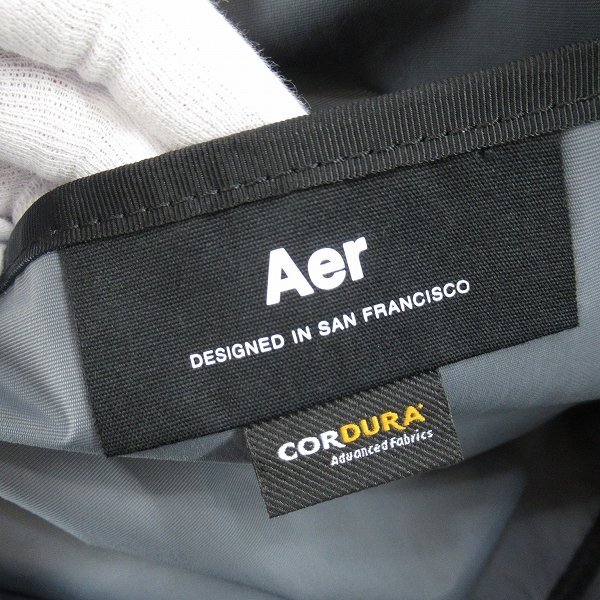 Aer
DESIGNED IN SAN FRANCISCO
CORDURA®
Advanced Fabrics